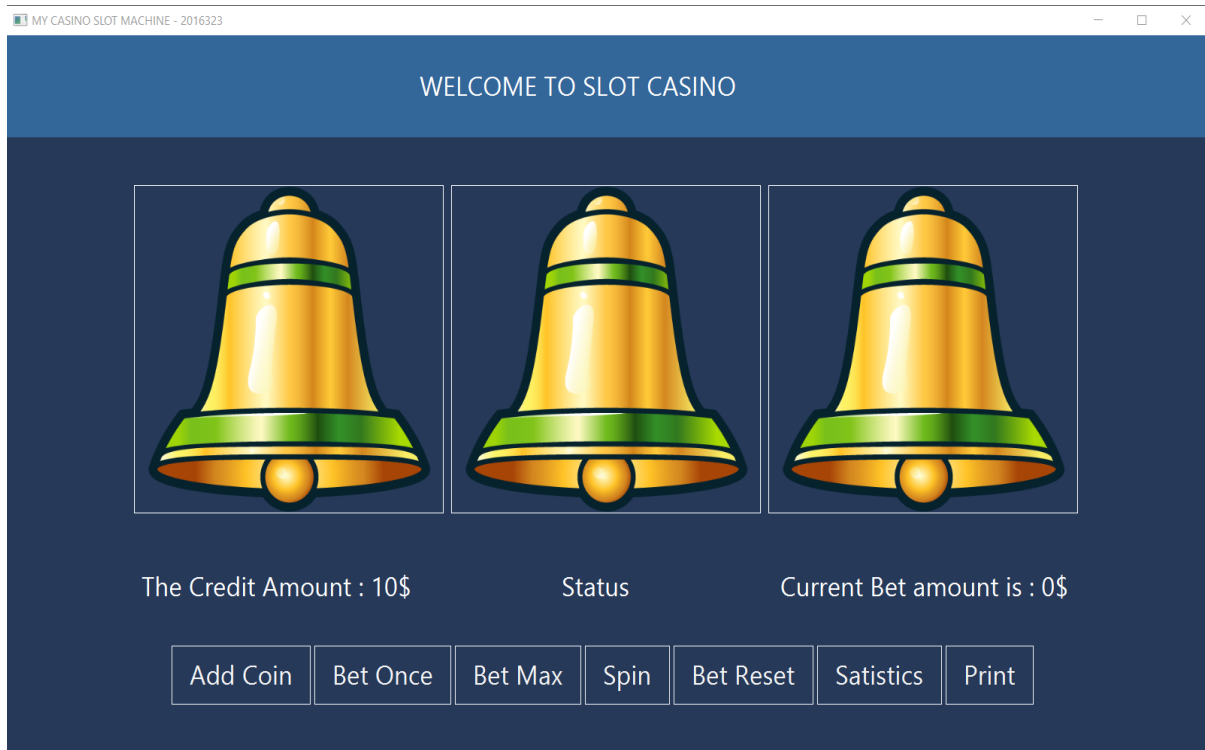 MY CASINO SLOT MACHINE - 2016323
WELCOME TO SLOT CASINO
The Credit Amount : 10$ Status Current Bet amount is : 0$
Add Coin Bet Once Bet Max Spin Bet Reset Satistics Print